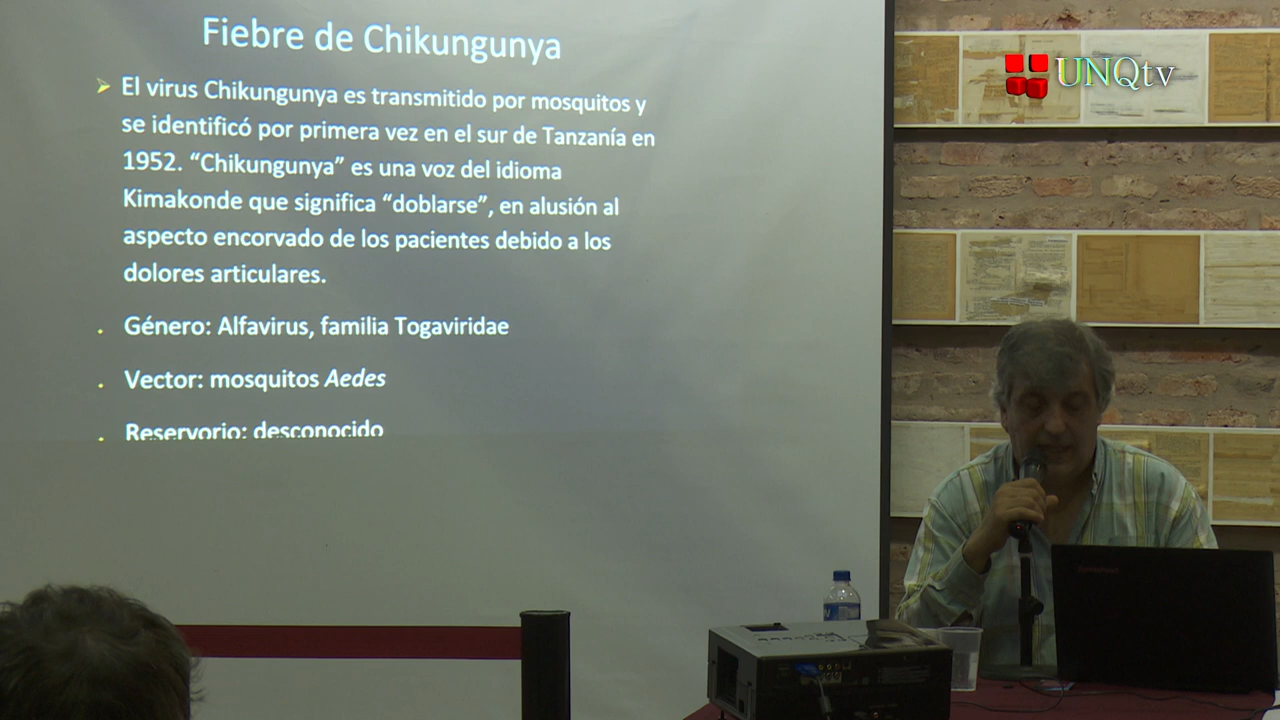 Fiebre de Chikungunya
UNQtv
➢ El virus Chikungunya es transmitido por mosquitos y
se identificó por primera vez en el sur de Tanzanía en
1952. “Chikungunya” es una voz del idioma
Kimakonde que significa “doblarse”, en alusión al
aspecto encorvado de los pacientes debido a los
dolores articulares.
. Género: Alfavirus, familia Togaviridae
. Vector: mosquitos Aedes
. Reservorio: desconocido